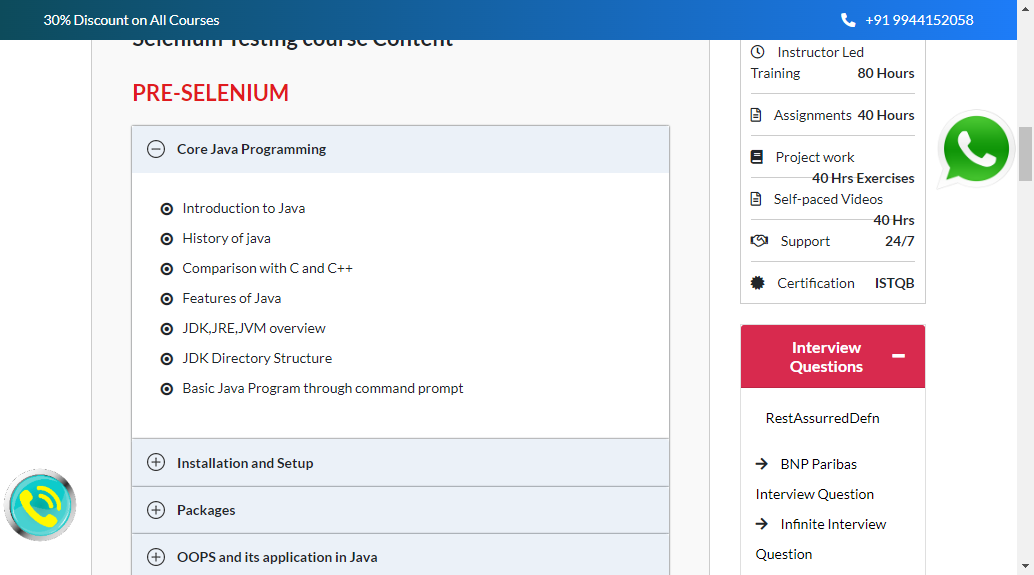 30% Discount on All Courses
+91 9944152058
Selenium Testing course Content
PRE-SELENIUM
Core Java Programming
Introduction to Java
History of java
Comparison with C and C++
Features of Java
JDK,JRE,JVM overview
JDK Directory Structure
Basic Java Program through command prompt
Installation and Setup
Packages
OOPS and its application in Java
Instructor Led
Training 80 Hours
Assignments 40 Hours
Project work
40 Hrs Exercises
Self-paced Videos
40 Hrs
Support 24/7
Certification ISTQB
Interview
Questions
RestAssurredDefn
BNP Paribas
Interview Question
Infinite Interview
Question